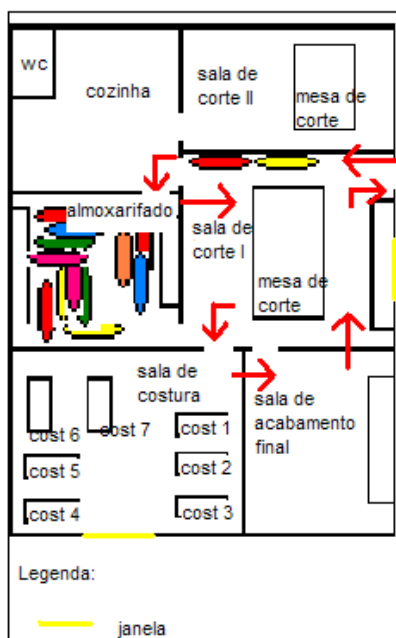 wc
cozinha
sala de
corte II
mesa de
corte
almoxarifado
sala de
corte I
mesa de
corte
sala de
costura
sala de
acabamento
final
cost 6
cost 7
cost 1
cost 5
cost 2
cost 4
cost 3
Legenda:
janela